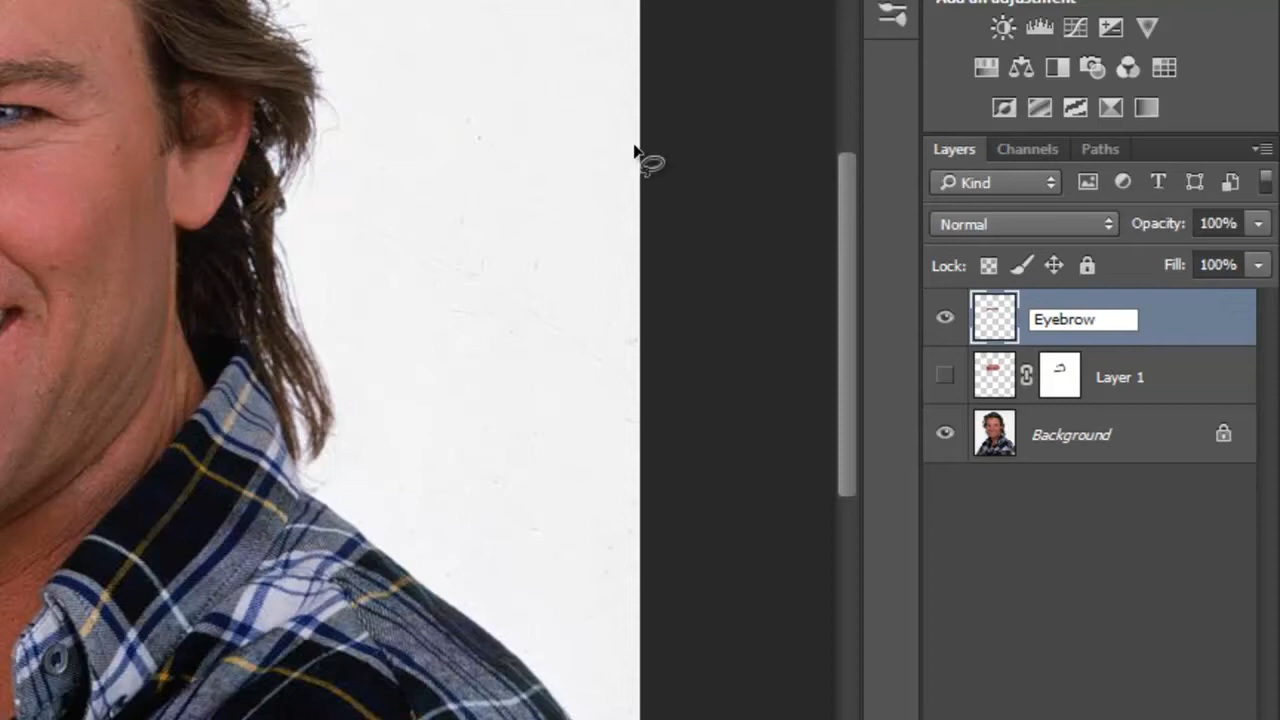 Add an adjustment
Layers Channels Paths
Kind
Normal Opacity: 100%
Lock: Fill: 100%
Eyebrow
Layer 1
Background